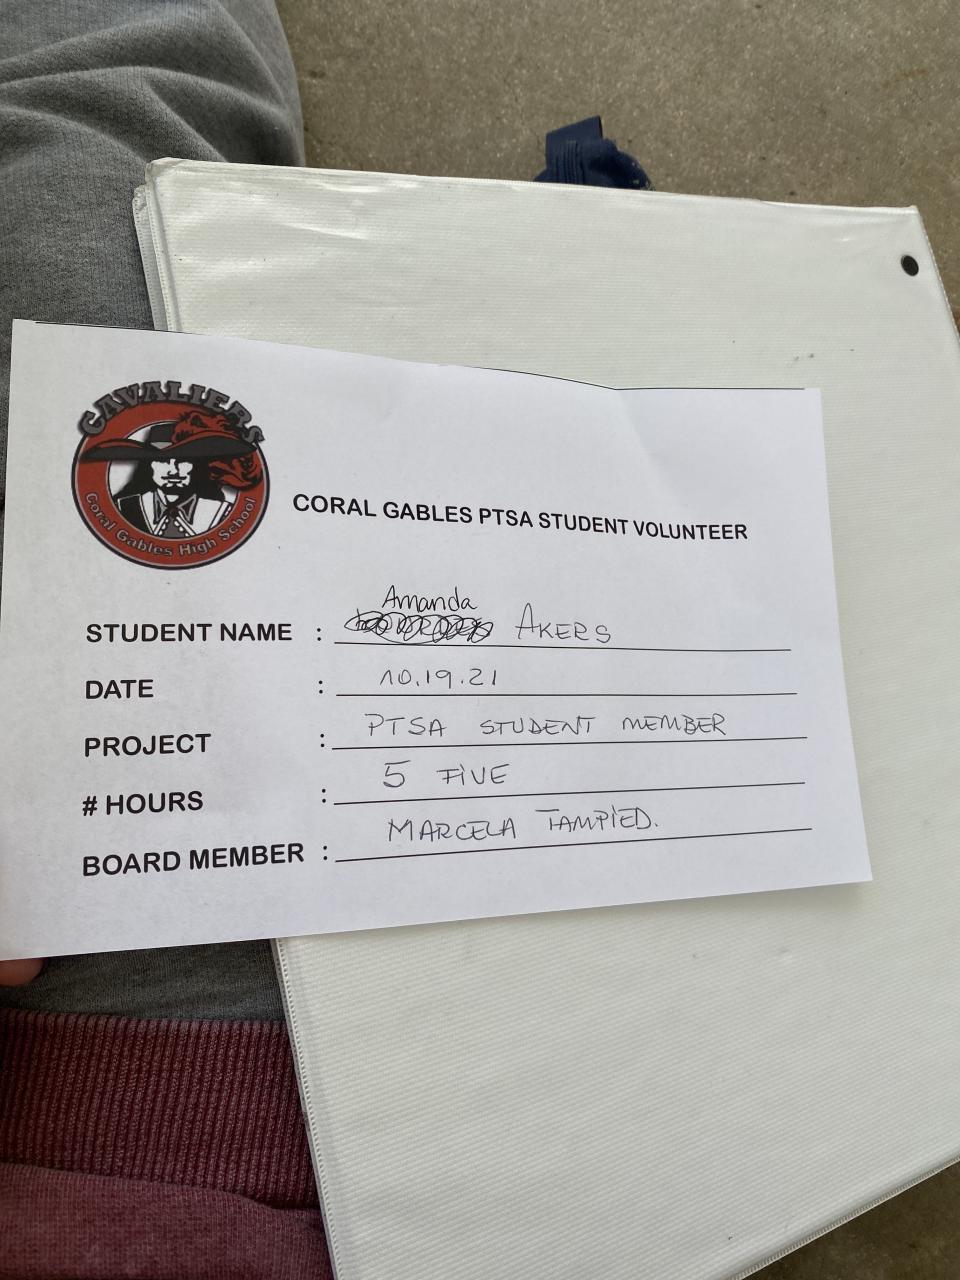 CAVALIERS
Coral Gables High School
CORAL GABLES PTSA STUDENT VOLUNTEER
Amanda
STUDENT NAME : AKERS
DATE : 10.19.21
PROJECT : PTSA STUDENT MEMBER
# HOURS : 5 FIVE
BOARD MEMBER : MARCELA TAMPIED.